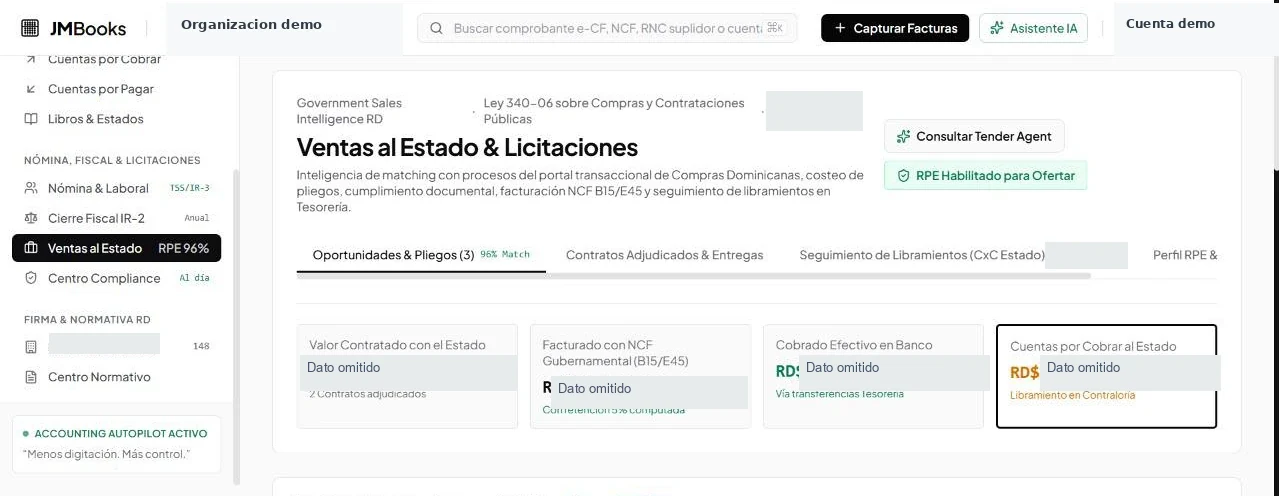 JMBooks
Organizacion demo
Buscar comprobante e-CF, NCF, RNC suplidor o cuenta
⌘K
+ Capturar Facturas
Asistente IA
Cuenta demo
Cuentas por Cobrar
Cuentas por Pagar
Libros & Estados
NÓMINA, FISCAL & LICITACIONES
Nómina & Laboral TSS/IR-3
Cierre Fiscal IR-2 Anual
Ventas al Estado RPE 96%
Centro Compliance Al día
FIRMA & NORMATIVA RD
148
Centro Normativo
ACCOUNTING AUTOPILOT ACTIVO
"Menos digitación. Más control."
Government Sales
Intelligence RD
·
Ley 340-06 sobre Compras y Contrataciones
Públicas
·
Ventas al Estado & Licitaciones
Inteligencia de matching con procesos del portal transaccional de Compras Dominicanas, costeo de
pliegos, cumplimiento documental, facturación NCF B15/E45 y seguimiento de libramientos en
Tesorería.
Consultar Tender Agent
RPE Habilitado para Ofertar
Oportunidades & Pliegos (3) 96% Match
Contratos Adjudicados & Entregas
Seguimiento de Libramientos (CxC Estado)
Perfil RPE &
Valor Contratado con el Estado
Dato omitido
2 Contratos adjudicados
Facturado con NCF
Gubernamental (B15/E45)
R Dato omitido
Con retención 5% computada
Cobrado Efectivo en Banco
RD$ Dato omitido
Vía transferencias Tesorería
Cuentas por Cobrar al Estado
RD$ Dato omitido
Libramiento en Contraloría